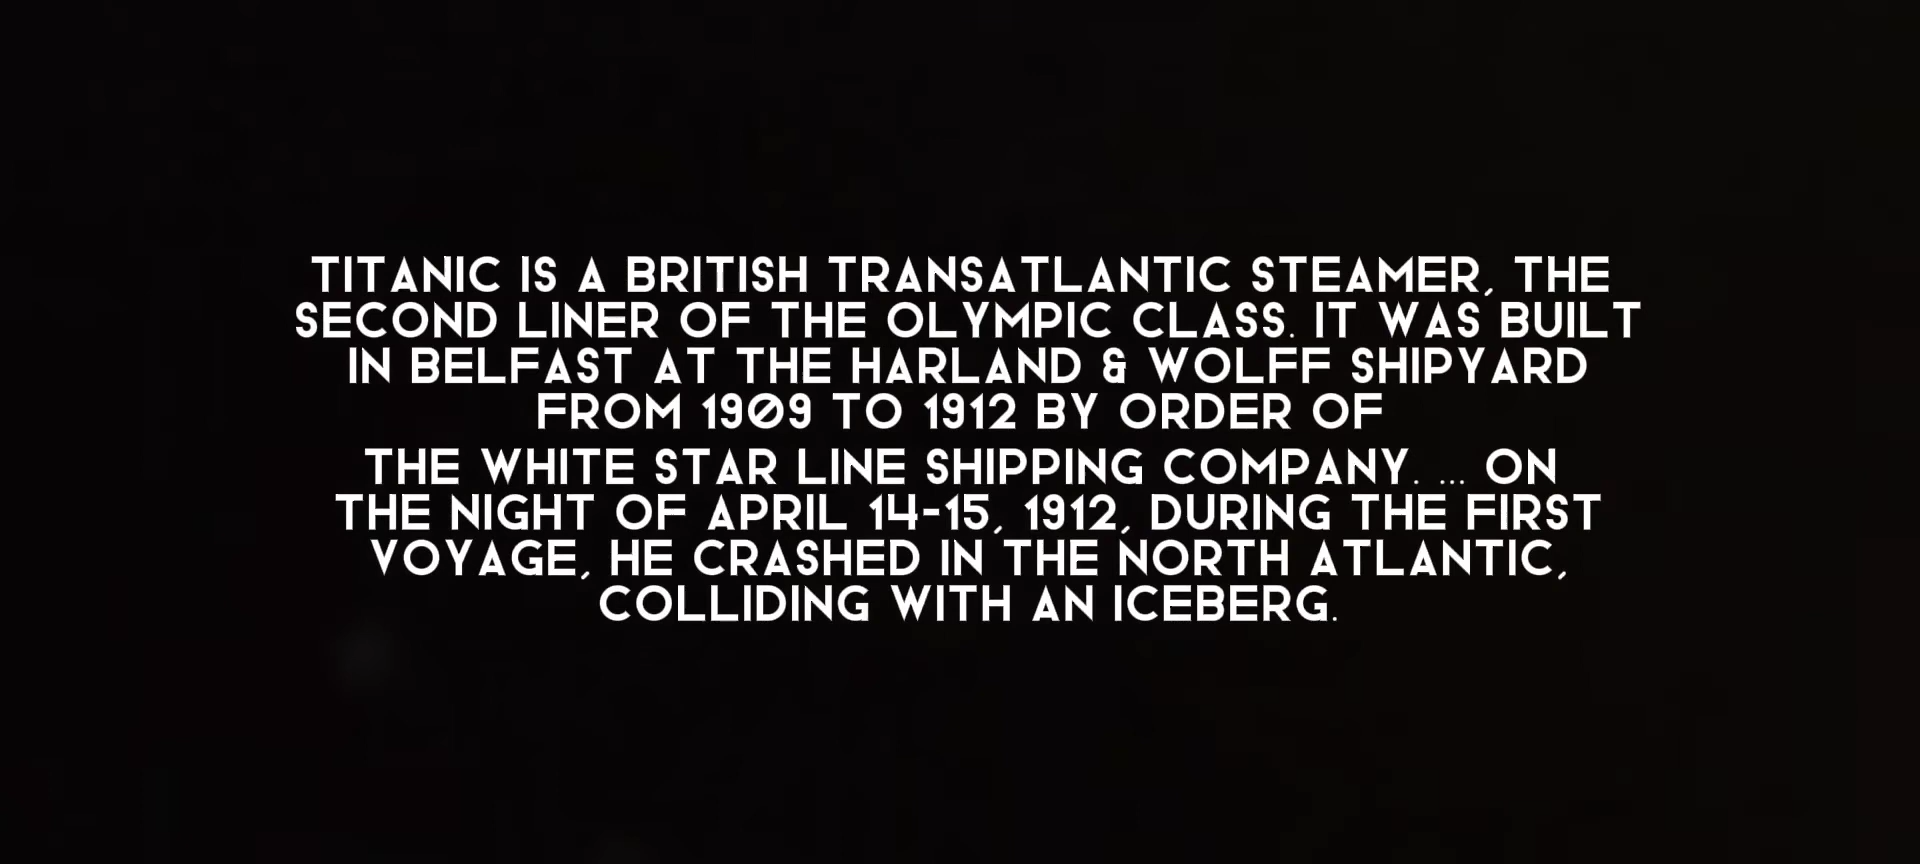 TITANIC IS A BRITISH TRANSATLANTIC STEAMER, THE
SECOND LINER OF THE OLYMPIC CLASS. IT WAS BUILT
IN BELFAST AT THE HARLAND & WOLFF SHIPYARD
FROM 1909 TO 1912 BY ORDER OF
THE WHITE STAR LINE SHIPPING COMPANY. ... ON
THE NIGHT OF APRIL 14-15, 1912, DURING THE FIRST
VOYAGE, HE CRASHED IN THE NORTH ATLANTIC,
COLLIDING WITH AN ICEBERG.